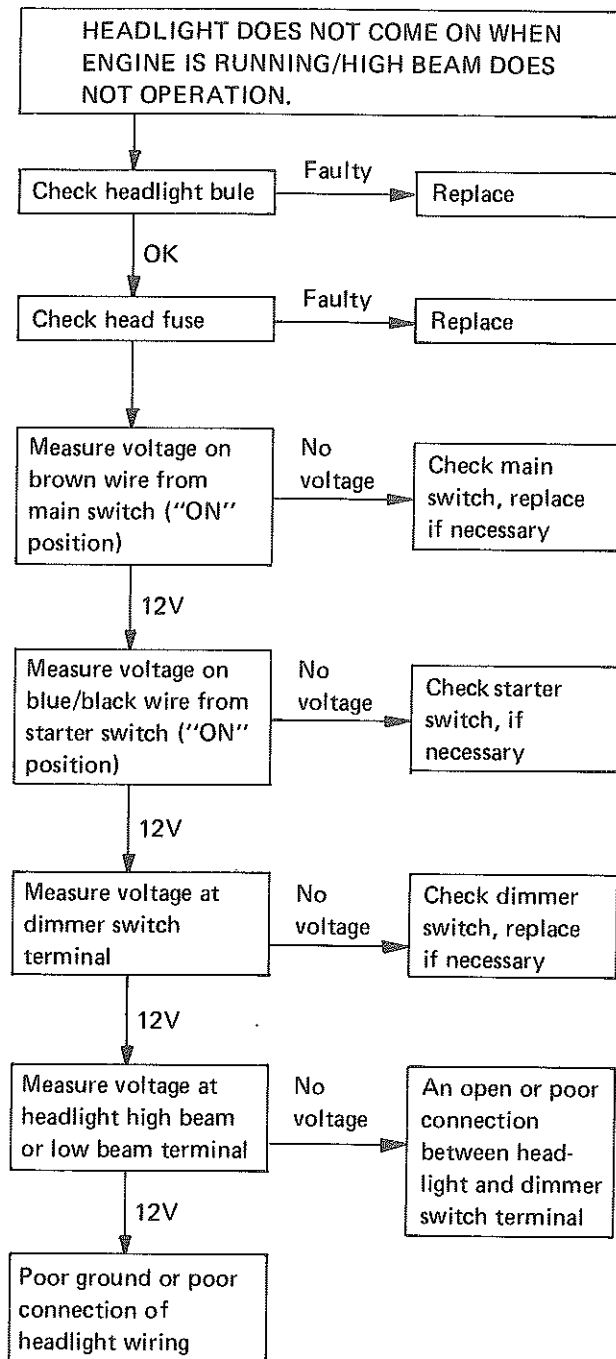 HEADLIGHT DOES NOT COME ON WHEN
ENGINE IS RUNNING/HIGH BEAM DOES
NOT OPERATION.
Check headlight bule
Faulty
Replace
OK
Check head fuse
Faulty
Replace
Measure voltage on
brown wire from
main switch ("ON"
position)
No
voltage
Check main
switch, replace
if necessary
12V
Measure voltage on
blue/black wire from
starter switch ("ON"
position)
No
voltage
Check starter
switch, if
necessary
12V
Measure voltage at
dimmer switch
terminal
No
voltage
Check dimmer
switch, replace
if necessary
12V
Measure voltage at
headlight high beam
or low beam terminal
No
voltage
An open or poor
connection
between head-
light and dimmer
switch terminal
12V
Poor ground or poor
connection of
headlight wiring